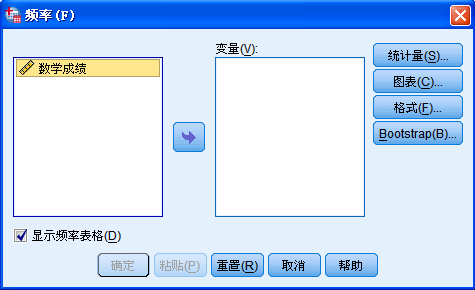 频率(F)
变量(V):
数学成绩
统计量(S)...
图表(C)...
格式(F)...
Bootstrap(B)...
显示频率表格(D)
确定 粘贴(P) 重置(R) 取消 帮助